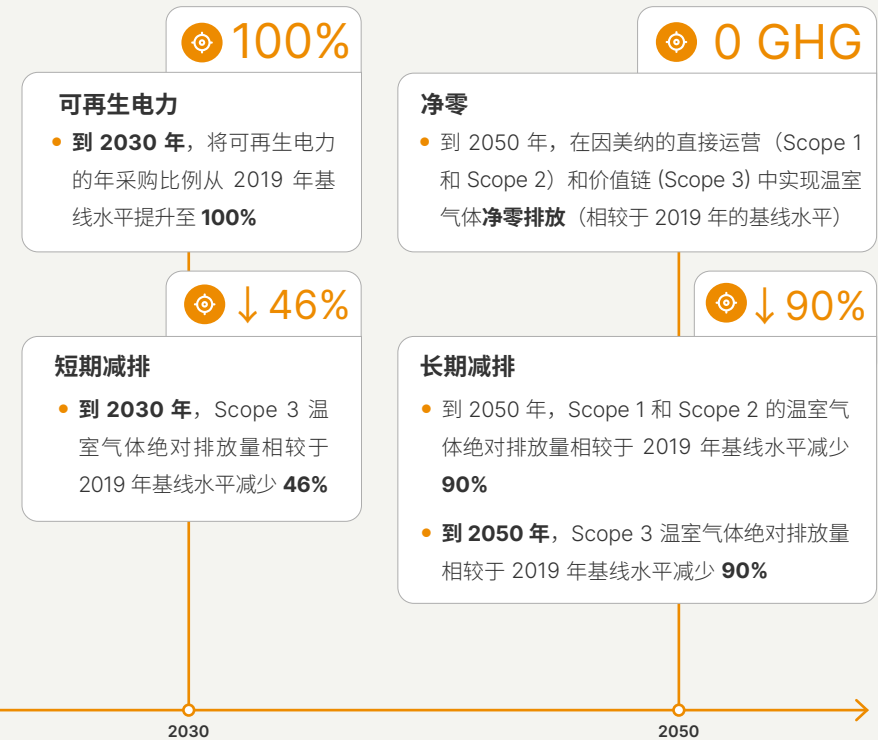 100%
可再生电力
到 2030 年，将可再生电力
的年采购比例从 2019 年基
线水平提升至 100%
↓ 46%
短期减排
到 2030 年，Scope 3 温
室气体绝对排放量相较于
2019 年基线水平减少 46%
0 GHG
净零
到 2050 年，在因美纳的直接运营（Scope 1
和 Scope 2）和价值链 (Scope 3) 中实现温室
气体净零排放（相较于 2019 年的基线水平）
↓ 90%
长期减排
到 2050 年，Scope 1 和 Scope 2 的温室气
体绝对排放量相较于 2019 年基线水平减少
90%
到 2050 年，Scope 3 温室气体绝对排放量
相较于 2019 年基线水平减少 90%
2030
2050